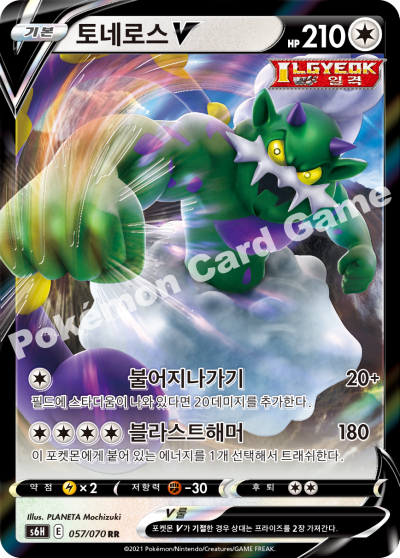 기본 토네로스 V HP 210
ILGYEOK
일격
Pokémon Card Game
불어지나가기 20+
필드에 스타디움이 나와 있다면 20데미지를 추가한다.
블라스트해머 180
이 포켓몬에게 붙어 있는 에너지를 1개 선택해서 트래쉬한다.
약점 ×2 저항력 -30 후퇴
Illus. PLANETA Mochizuki
V룰
포켓몬V가 기절한 경우 상대는 프라이즈를 2장 가져간다.
s6H E 057/070 RR
©2021 Pokémon/Nintendo/Creatures/GAME FREAK.